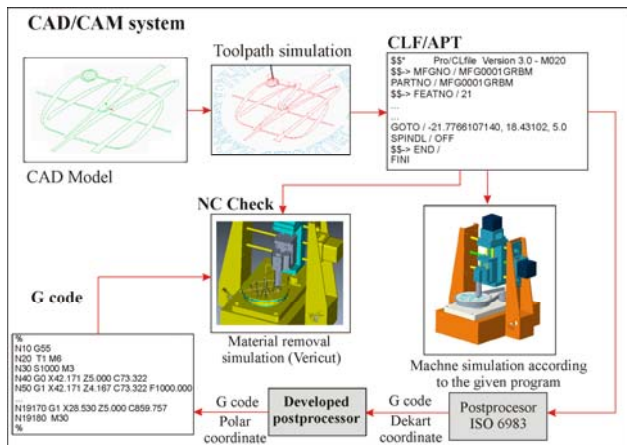 CAD/CAM system
Toolpath simulation
CLF/APT
$$* Pro/CLfile Version 3.0 - M020
$$-> MFGNO / MFG0001GRBM
PARTNO / MFG0001GRBM
$$-> FEATNO / 21
...
...
GOTO / -21.7766107140, 18.43102, 5.0
SPINDL / OFF
$$-> END /
FINI
CAD Model
NC Check
G code
Material removal
simulation (Vericut)
Machne simulation according
to the given program
%
N10 G55
N20 T1 M6
N30 S1000 M3
N40 G0 X42.171 Z5.000 C73.322
N50 G1 X42.171 Z4.167 C73.322 F1000.000
...
N19170 G1 X28.530 Z5.000 C859.757
N19180 M30
%
G code
Polar
coordinate
Developed
postprocessor
G code
Dekart
coordinate
Postprocesor
ISO 6983